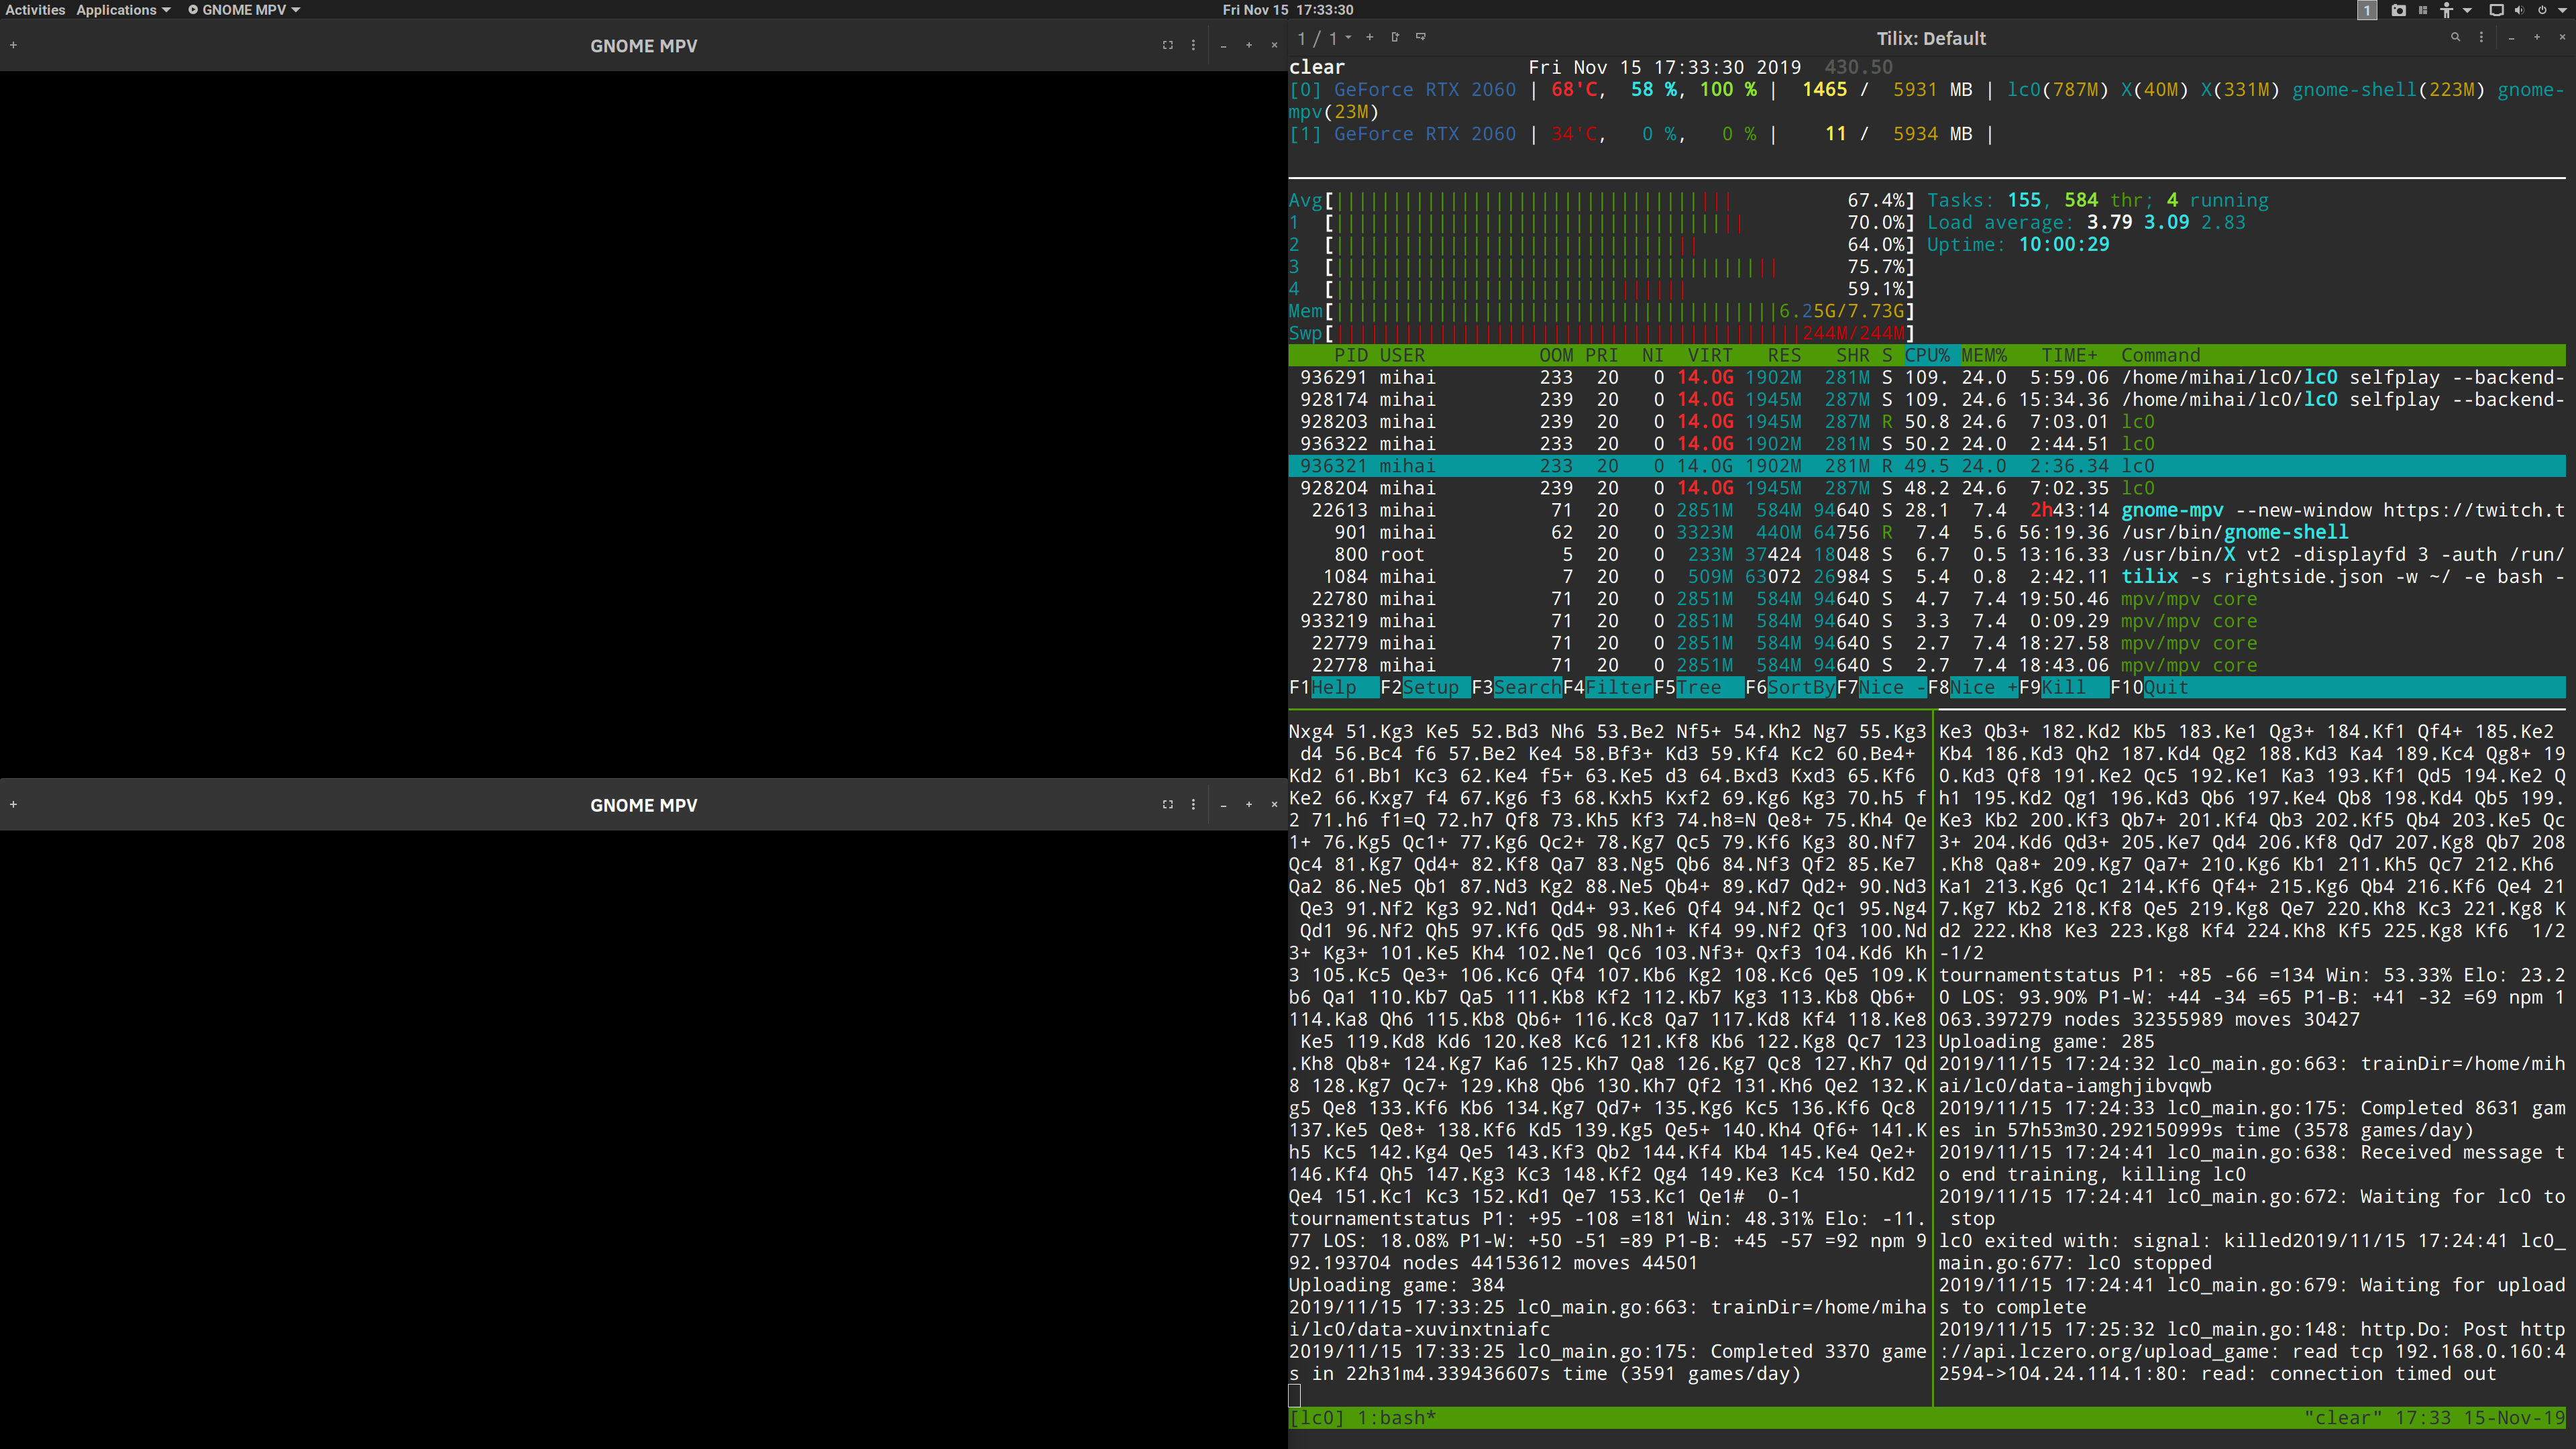 Activities Applications GNOME MPV Fri Nov 15 17:33:30 1
GNOME MPV
GNOME MPV
1 / 1 Tilix: Default
clear Fri Nov 15 17:33:30 2019 430.50
[0] GeForce RTX 2060 | 68'C, 58 %, 100 % | 1465 / 5931 MB | lc0(787M) X(40M) X(331M) gnome-shell(223M) gnome-
mpv(23M)
[1] GeForce RTX 2060 | 34'C, 0 %, 0 % | 11 / 5934 MB |
Avg[ 67.4%] Tasks: 155, 584 thr; 4 running
1 [ 70.0%] Load average: 3.79 3.09 2.83
2 [ 64.0%] Uptime: 10:00:29
3 [ 75.7%]
4 [ 59.1%]
Mem[ 6.25G/7.73G]
Swp[ 244M/244M]
PID USER OOM PRI NI VIRT RES SHR S CPU% MEM% TIME+ Command
936291 mihai 233 20 0 14.0G 1902M 281M S 109. 24.0 5:59.06 /home/mihai/lc0/lc0 selfplay --backend-
928174 mihai 239 20 0 14.0G 1945M 287M S 109. 24.6 15:34.36 /home/mihai/lc0/lc0 selfplay --backend-
928203 mihai 239 20 0 14.0G 1945M 287M R 50.8 24.6 7:03.01 lc0
936322 mihai 233 20 0 14.0G 1902M 281M S 50.2 24.0 2:44.51 lc0
936321 mihai 233 20 0 14.0G 1902M 281M R 49.5 24.0 2:36.34 lc0
928204 mihai 239 20 0 14.0G 1945M 287M S 48.2 24.6 7:02.35 lc0
22613 mihai 71 20 0 2851M 584M 94640 S 28.1 7.4 2h43:14 gnome-mpv --new-window https://twitch.t
901 mihai 62 20 0 3323M 440M 64756 R 7.4 5.6 56:19.36 /usr/bin/gnome-shell
800 root 5 20 0 233M 37424 18048 S 6.7 0.5 13:16.33 /usr/bin/X vt2 -displayfd 3 -auth /run/
1084 mihai 7 20 0 509M 63072 26984 S 5.4 0.8 2:42.11 tilix -s rightside.json -w ~/ -e bash -
22780 mihai 71 20 0 2851M 584M 94640 S 4.7 7.4 19:50.46 mpv/mpv core
933219 mihai 71 20 0 2851M 584M 94640 S 3.3 7.4 0:09.29 mpv/mpv core
22779 mihai 71 20 0 2851M 584M 94640 S 2.7 7.4 18:27.58 mpv/mpv core
22778 mihai 71 20 0 2851M 584M 94640 S 2.7 7.4 18:43.06 mpv/mpv core
F1Help F2Setup F3SearchF4FilterF5Tree F6SortByF7Nice -F8Nice +F9Kill F10Quit
Nxg4 51.Kg3 Ke5 52.Bd3 Nh6 53.Be2 Nf5+ 54.Kh2 Ng7 55.Kg3
d4 56.Bc4 f6 57.Be2 Ke4 58.Bf3+ Kd3 59.Kf4 Kc2 60.Be4+
Kd2 61.Bb1 Kc3 62.Ke4 f5+ 63.Ke5 d3 64.Bxd3 Kxd3 65.Kf6
Ke2 66.Kxg7 f4 67.Kg6 f3 68.Kxh5 Kxf2 69.Kg6 Kg3 70.h5 f
2 71.h6 f1=Q 72.h7 Qf8 73.Kh5 Kf3 74.h8=N Qe8+ 75.Kh4 Qe
1+ 76.Kg5 Qc1+ 77.Kg6 Qc2+ 78.Kg7 Qc5 79.Kf6 Kg3 80.Nf7
Qc4 81.Kg7 Qd4+ 82.Kf8 Qa7 83.Ng5 Qb6 84.Nf3 Qf2 85.Ke7
Qa2 86.Ne5 Qb1 87.Nd3 Kg2 88.Ne5 Qb4+ 89.Kd7 Qd2+ 90.Nd3
Qe3 91.Nf2 Kg3 92.Nd1 Qd4+ 93.Ke6 Qf4 94.Nf2 Qc1 95.Ng4
Qd1 96.Nf2 Qh5 97.Kf6 Qd5 98.Nh1+ Kf4 99.Nf2 Qf3 100.Nd
3+ Kg3+ 101.Ke5 Kh4 102.Ne1 Qc6 103.Nf3+ Qxf3 104.Kd6 Kh
3 105.Kc5 Qe3+ 106.Kc6 Qf4 107.Kb6 Kg2 108.Kc6 Qe5 109.K
b6 Qa1 110.Kb7 Qa5 111.Kb8 Kf2 112.Kb7 Kg3 113.Kb8 Qb6+
114.Ka8 Qh6 115.Kb8 Qb6+ 116.Kc8 Qa7 117.Kd8 Kf4 118.Ke8
Ke5 119.Kd8 Kd6 120.Ke8 Kc6 121.Kf8 Kb6 122.Kg8 Qc7 123
.Kh8 Qb8+ 124.Kg7 Ka6 125.Kh7 Qa8 126.Kg7 Qc8 127.Kh7 Qd
8 128.Kg7 Qc7+ 129.Kh8 Qb6 130.Kh7 Qf2 131.Kh6 Qe2 132.K
g5 Qe8 133.Kf6 Kb6 134.Kg7 Qd7+ 135.Kg6 Kc5 136.Kf6 Qc8
137.Ke5 Qe8+ 138.Kf6 Kd5 139.Kg5 Qe5+ 140.Kh4 Qf6+ 141.K
h5 Kc5 142.Kg4 Qe5 143.Kf3 Qb2 144.Kf4 Kb4 145.Ke4 Qe2+
146.Kf4 Qh5 147.Kg3 Kc3 148.Kf2 Qg4 149.Ke3 Kc4 150.Kd2
Qe4 151.Kc1 Kc3 152.Kd1 Qe7 153.Kc1 Qe1# 0-1
tournamentstatus P1: +95 -108 =181 Win: 48.31% Elo: -11.
77 LOS: 18.08% P1-W: +50 -51 =89 P1-B: +45 -57 =92 npm 9
92.193704 nodes 44153612 moves 44501
Uploading game: 384
2019/11/15 17:33:25 lc0_main.go:663: trainDir=/home/miha
i/lc0/data-xuvinxtniafc
2019/11/15 17:33:25 lc0_main.go:175: Completed 3370 game
s in 22h31m4.339436607s time (3591 games/day)
Ke3 Qb3+ 182.Kd2 Kb5 183.Ke1 Qg3+ 184.Kf1 Qf4+ 185.Ke2
Kb4 186.Kd3 Qh2 187.Kd4 Qg2 188.Kd3 Ka4 189.Kc4 Qg8+ 19
0.Kd3 Qf8 191.Ke2 Qc5 192.Ke1 Ka3 193.Kf1 Qd5 194.Ke2 Q
h1 195.Kd2 Qg1 196.Kd3 Qb6 197.Ke4 Qb8 198.Kd4 Qb5 199.
Ke3 Kb2 200.Kf3 Qb7+ 201.Kf4 Qb3 202.Kf5 Qb4 203.Ke5 Qc
3+ 204.Kd6 Qd3+ 205.Ke7 Qd4 206.Kf8 Qd7 207.Kg8 Qb7 208
.Kh8 Qa8+ 209.Kg7 Qa7+ 210.Kg6 Kb1 211.Kh5 Qc7 212.Kh6
Ka1 213.Kg6 Qc1 214.Kf6 Qf4+ 215.Kg6 Qb4 216.Kf6 Qe4 21
7.Kg7 Kb2 218.Kf8 Qe5 219.Kg8 Qe7 220.Kh8 Kc3 221.Kg8 K
d2 222.Kh8 Ke3 223.Kg8 Kf4 224.Kh8 Kf5 225.Kg8 Kf6 1/2
-1/2
tournamentstatus P1: +85 -66 =134 Win: 53.33% Elo: 23.2
0 LOS: 93.90% P1-W: +44 -34 =65 P1-B: +41 -32 =69 npm 1
063.397279 nodes 32355989 moves 30427
Uploading game: 285
2019/11/15 17:24:32 lc0_main.go:663: trainDir=/home/mih
ai/lc0/data-iamghjibvqwb
2019/11/15 17:24:33 lc0_main.go:175: Completed 8631 gam
es in 57h53m30.292150999s time (3578 games/day)
2019/11/15 17:24:41 lc0_main.go:638: Received message t
o end training, killing lc0
2019/11/15 17:24:41 lc0_main.go:672: Waiting for lc0 to
stop
lc0 exited with: signal: killed2019/11/15 17:24:41 lc0_
main.go:677: lc0 stopped
2019/11/15 17:24:41 lc0_main.go:679: Waiting for upload
s to complete
2019/11/15 17:25:32 lc0_main.go:148: http.Do: Post http
://api.lczero.org/upload_game: read tcp 192.168.0.160:4
2594->104.24.114.1:80: read: connection timed out
[lc0] 1:bash* "clear" 17:33 15-Nov-19